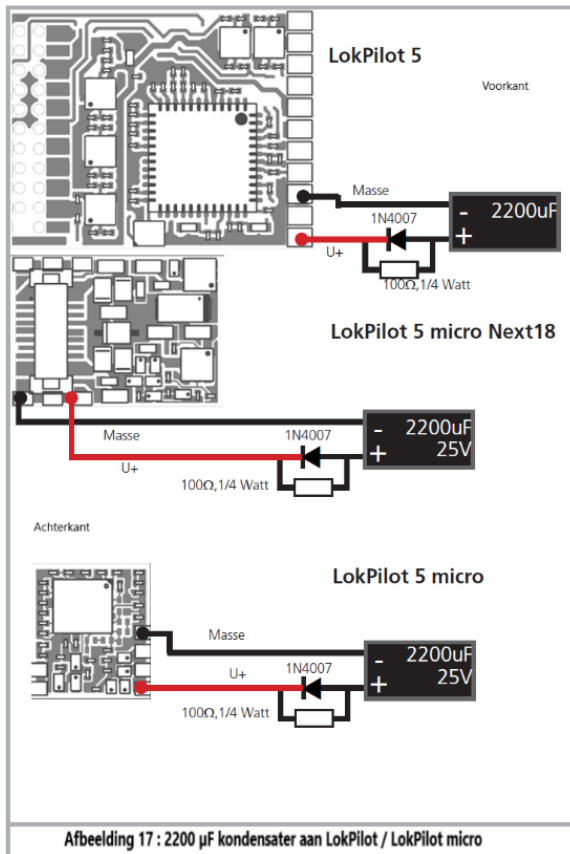 LokPilot 5
Voorkant
Masse
1N4007
- 2200uF
+
U+
100Ω,1/4 Watt
LokPilot 5 micro Next18
Masse
1N4007
- 2200uF
+ 25V
U+
100Ω,1/4 Watt
Achterkant
LokPilot 5 micro
Masse
1N4007
- 2200uF
+ 25V
U+
100Ω,1/4 Watt
Afbeelding 17 : 2200 µF kondensater aan LokPilot / LokPilot micro